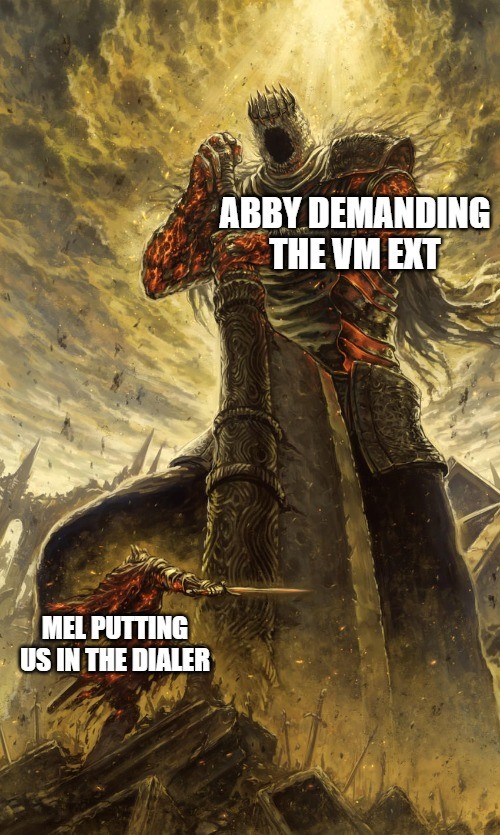 ABBY DEMANDING
THE VM EXT
MEL PUTTING
US IN THE DIALER